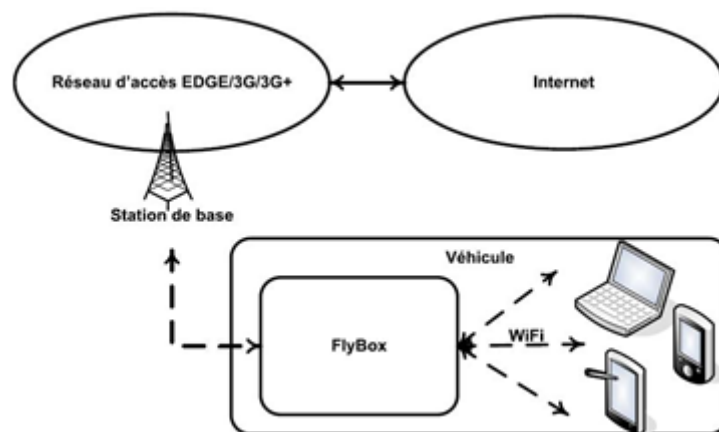 Réseau d'accès EDGE/3G/3G+
Internet
Station de base
Véhicule
FlyBox
WiFi